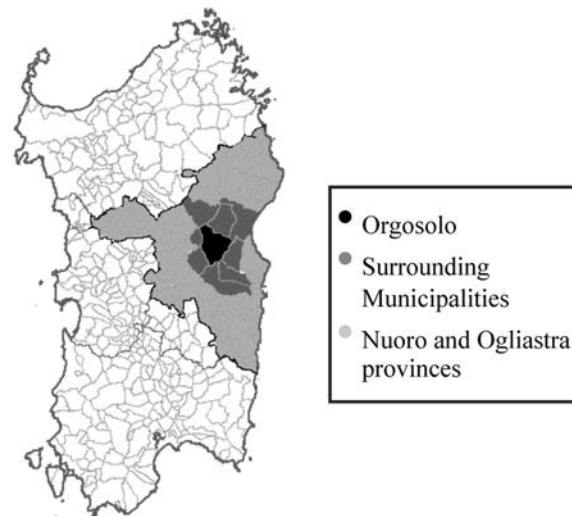 Orgosolo
Surrounding
Municipalities
Nuoro and Ogliastra
provinces